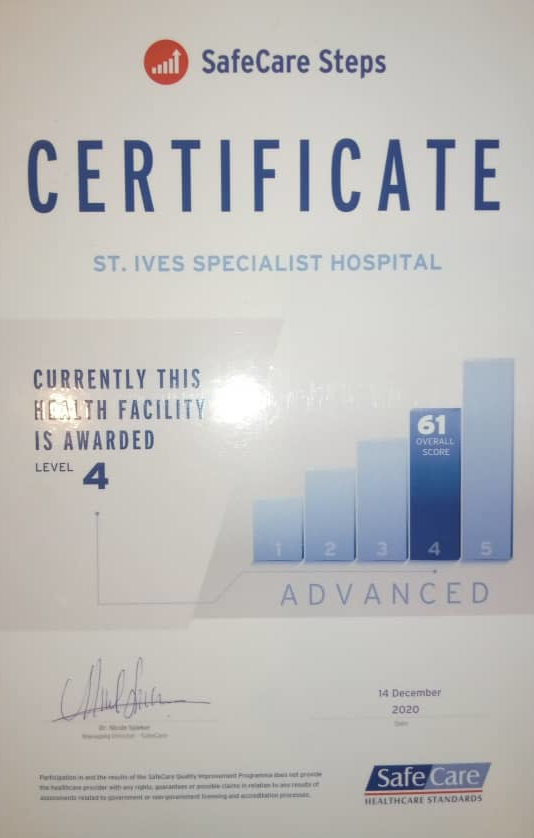 SafeCare Steps
CERTIFICATE
ST. IVES SPECIALIST HOSPITAL
CURRENTLY THIS
HEALTH FACILITY
IS AWARDED
LEVEL 4
61
OVERALL
SCORE
1 2 3 4 5
ADVANCED
14 December
2020
Date
Dr. Nicole Spieker
Managing Director - SafeCare
Participation in and the results of the SafeCare Quality Improvement Programme does not provide
the healthcare provider with any rights, guarantees or possible claims in relation to any results of
assessments related to government or non-government licensing and accreditation processes.
SafeCare
HEALTHCARE STANDARDS